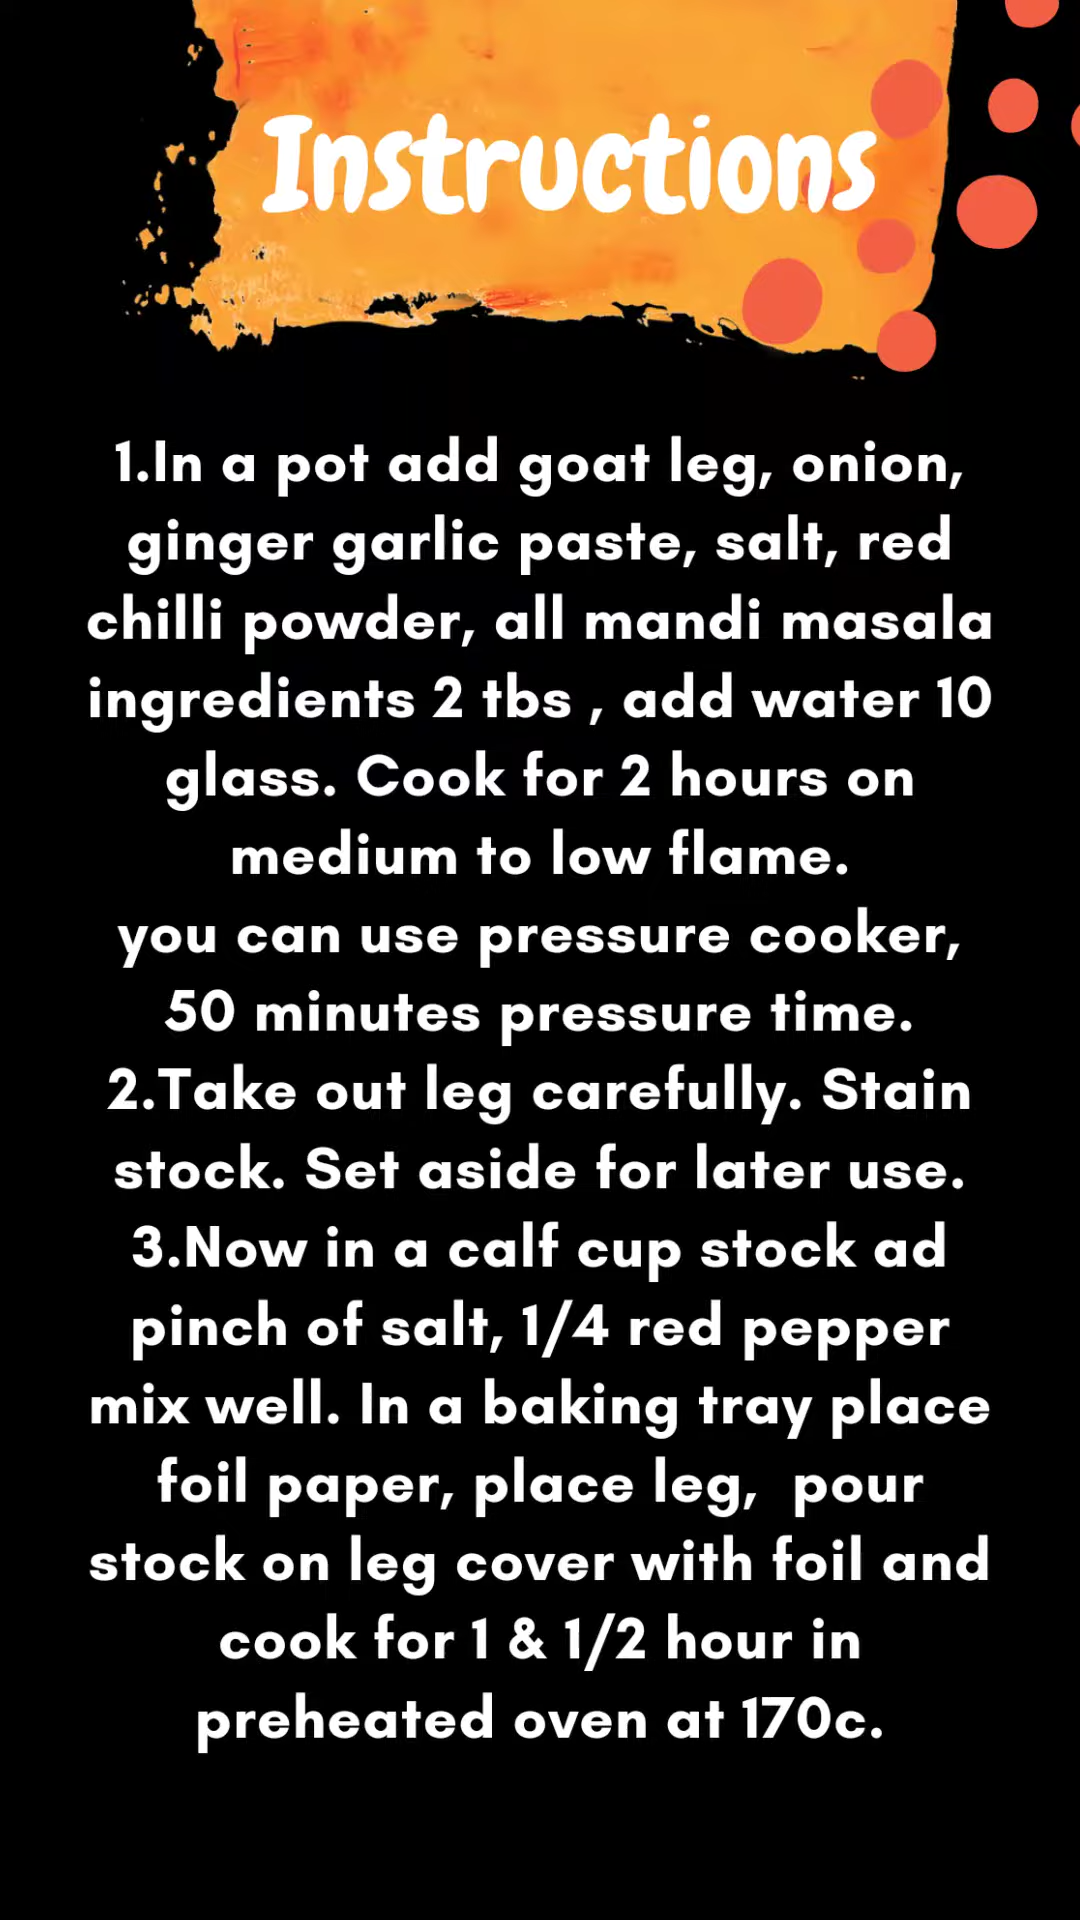 Instructions
1.In a pot add goat leg, onion,
ginger garlic paste, salt, red
chilli powder, all mandi masala
ingredients 2 tbs , add water 10
glass. Cook for 2 hours on
medium to low flame.
you can use pressure cooker,
50 minutes pressure time.
2.Take out leg carefully. Stain
stock. Set aside for later use.
3.Now in a calf cup stock ad
pinch of salt, 1/4 red pepper
mix well. In a baking tray place
foil paper, place leg,  pour
stock on leg cover with foil and
cook for 1 & 1/2 hour in
preheated oven at 170c.